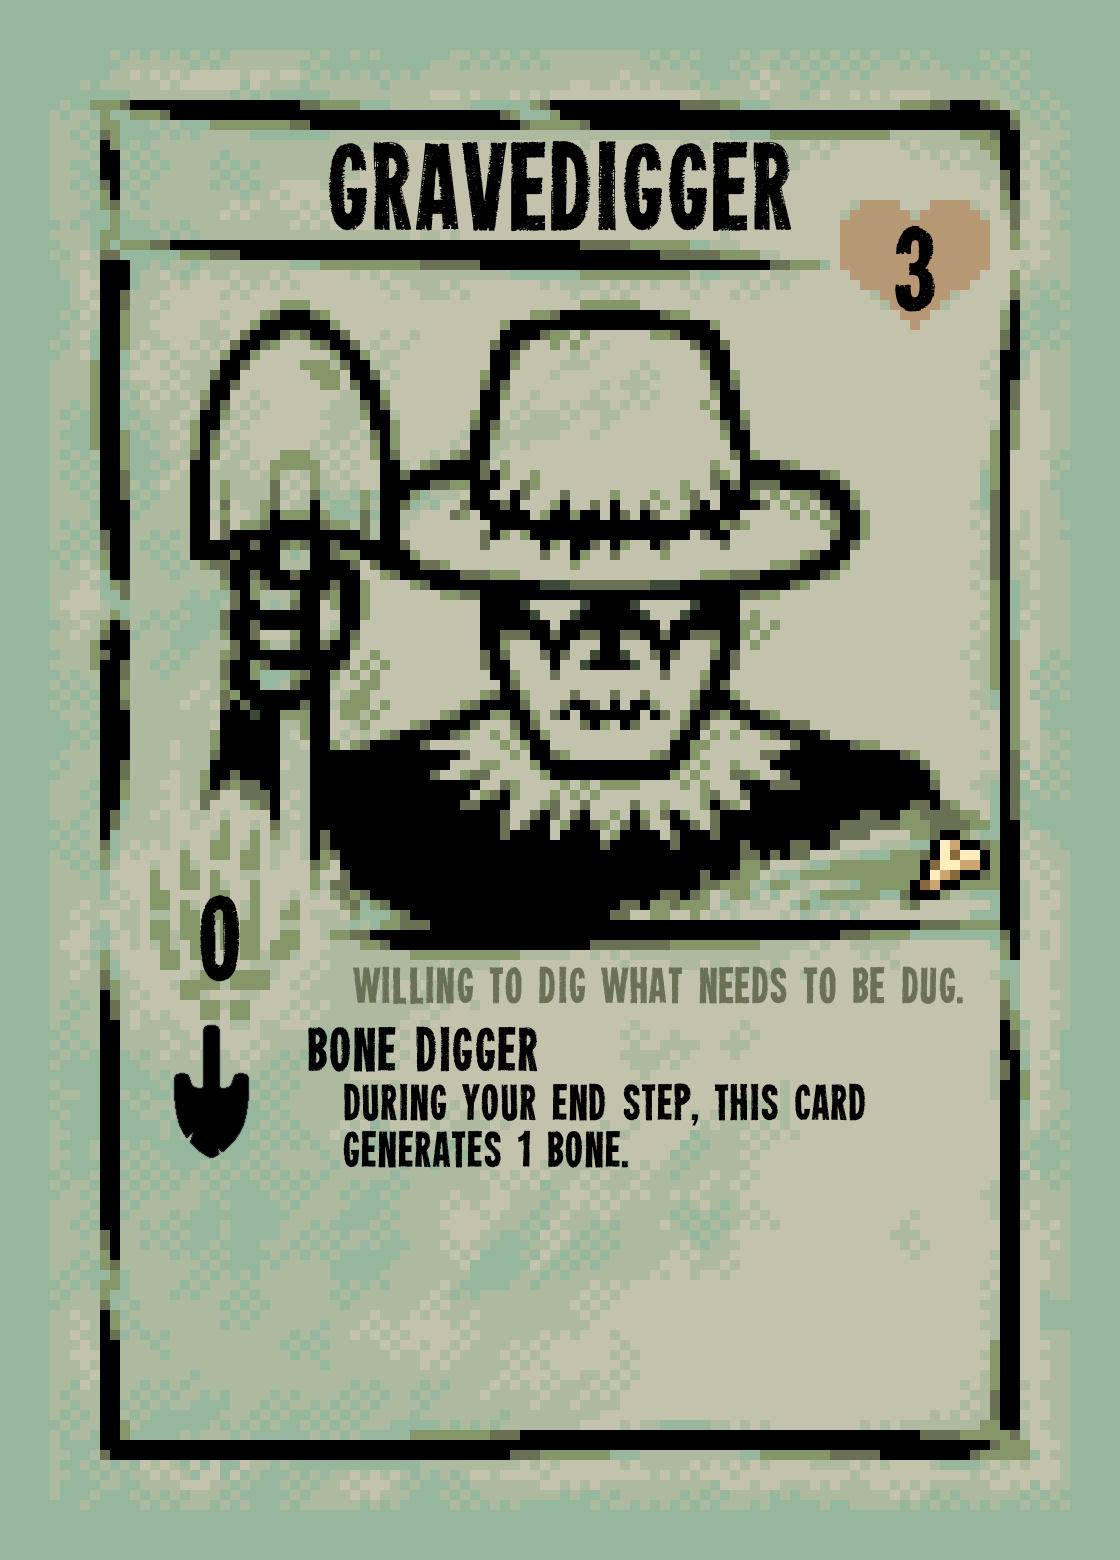 GRAVEDIGGER
3
0
WILLING TO DIG WHAT NEEDS TO BE DUG.
BONE DIGGER
DURING YOUR END STEP, THIS CARD
GENERATES 1 BONE.